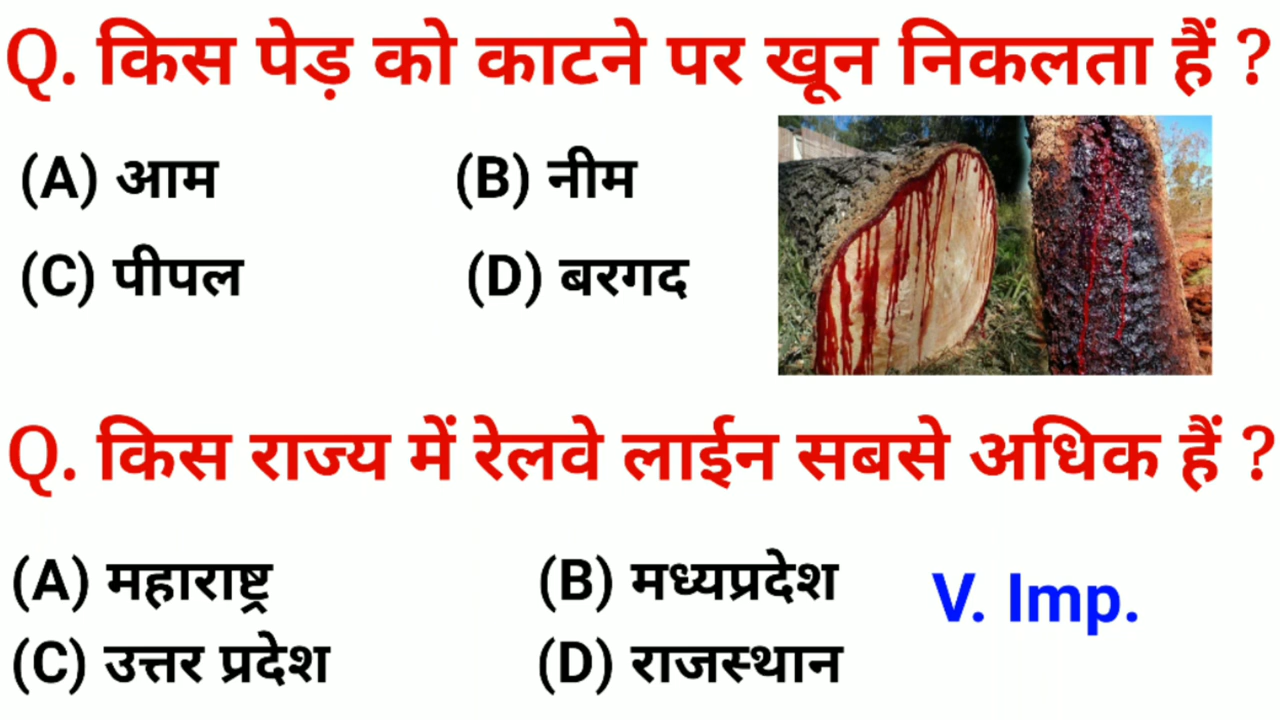 Q. किस पेड़ को काटने पर खून निकलता हैं ?
(A) आम (B) नीम
(C) पीपल (D) बरगद
Q. किस राज्य में रेलवे लाईन सबसे अधिक हैं ?
(A) महाराष्ट्र (B) मध्यप्रदेश
V. Imp.
(C) उत्तर प्रदेश (D) राजस्थान